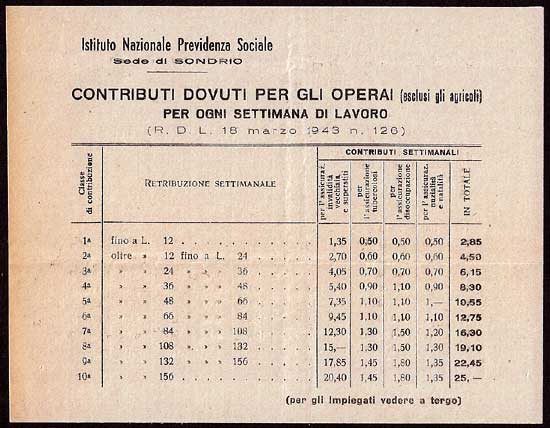 Istituto Nazionale Previdenza Sociale
Sede di SONDRIO
CONTRIBUTI DOVUTI PER GLI OPERAI (esclusi gli agricoli)
PER OGNI SETTIMANA DI LAVORO
(R. D. L. 18 marzo 1943 n. 126)
Classe di contribuzione
RETRIBUZIONE SETTIMANALE
CONTRIBUTI SETTIMANALI
per l'assicuraz. invalidità vecchiaia e superstiti
per l'assicurazione tubercolosi
per l'assicurazione disoccupazione
per l'assicuraz. nuzialità e natalità
IN TOTALE
1ª fino a L. 12 . . . . . . . . . . 1,35 0,50 0,50 0,50 2,85
2ª oltre » 12 fino a L. 24 . . . . 2,70 0,60 0,60 0,60 4,50
3ª » » 24 » » 36 . . . . 4,05 0,70 0,70 0,70 6,15
4ª » » 36 » » 48 . . . . 5,40 0,90 1,10 0,90 8,30
5ª » » 48 » » 66 . . . . 7,35 1,10 1,10 1,— 10,55
6ª » » 66 » » 84 . . . . 9,45 1,10 1,10 1,10 12,75
7ª » » 84 » » 108 . . . . 12,30 1,30 1,50 1,20 16,30
8ª » » 108 » » 132 . . . . 15,— 1,30 1,50 1,30 19,10
9ª » » 132 » » 156 . . . . 17,85 1,45 1,80 1,35 22,45
10ª » » 156 . . . . . . . . . . 20,40 1,45 1,80 1,35 25,—
(per gli impiegati vedere a tergo)